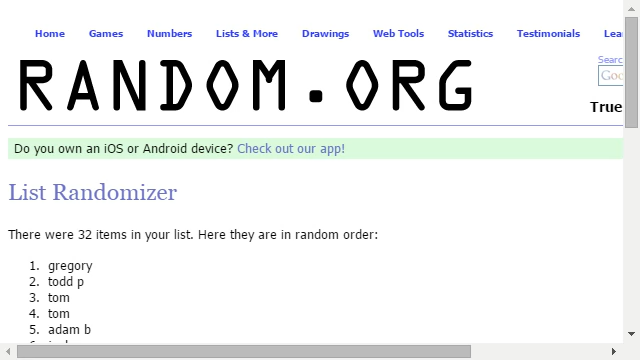 Home Games Numbers Lists & More Drawings Web Tools Statistics Testimonials
RANDOM.ORG
True
Do you own an iOS or Android device? Check out our app!
List Randomizer
There were 32 items in your list. Here they are in random order:
1. gregory
2. todd p
3. tom
4. tom
5. adam b